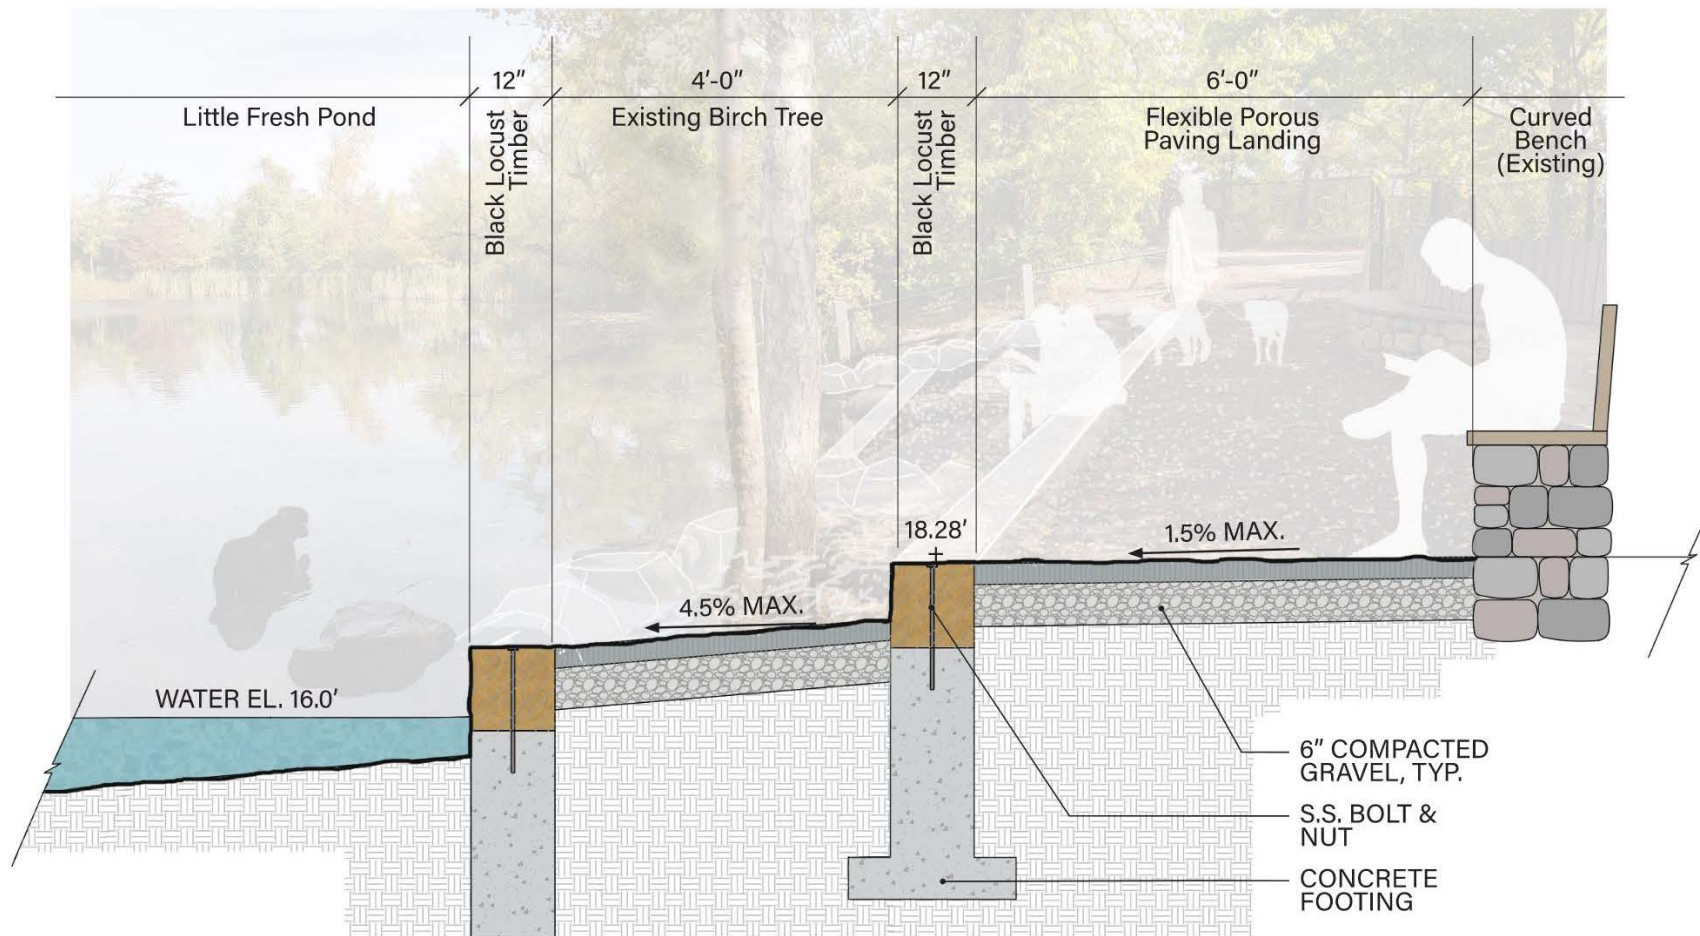 12”
4’-0”
12”
6’-0”
Little Fresh Pond
Black Locust
Timber
Existing Birch Tree
Black Locust
Timber
Flexible Porous
Paving Landing
Curved
Bench
(Existing)
18.28’
1.5% MAX.
4.5% MAX.
WATER EL. 16.0’
6” COMPACTED
GRAVEL, TYP.
S.S. BOLT &
NUT
CONCRETE
FOOTING